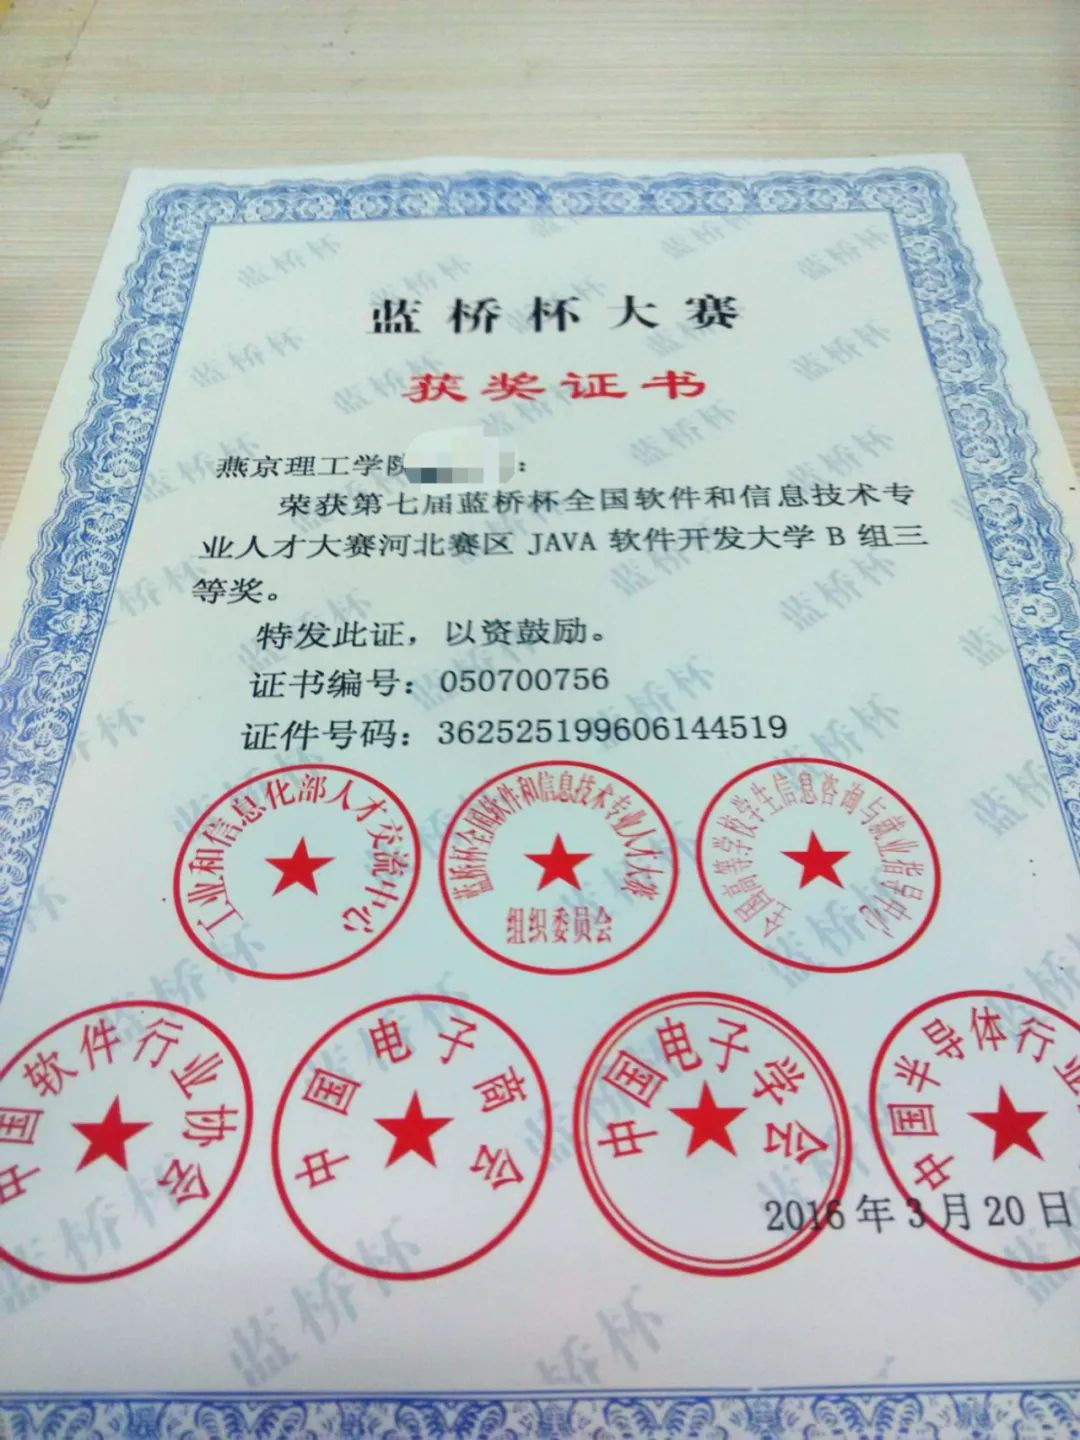 蓝桥杯大赛
获奖证书
燕京理工学院 :
荣获第七届蓝桥杯全国软件和信息技术专
业人才大赛河北赛区 JAVA 软件开发大学 B 组三
等奖。
特发此证，以资鼓励。
证书编号：050700756
证件号码：362525199606144519
工业和信息化部人才交流中心
蓝桥杯全国软件和信息技术专业人才大赛
组织委员会
全国高等学校学生信息咨询与就业指导中心
中国软件行业协会
中国电子商会
中国电子学会
中国半导体行业
2016 年 3 月 20 日